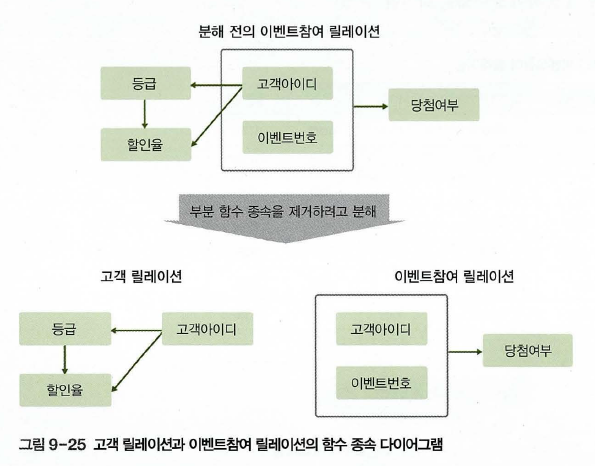 분해 전의 이벤트참여 릴레이션
등급
고객아이디
당첨여부
할인율
이벤트번호
부분 함수 종속을 제거하려고 분해
고객 릴레이션
이벤트참여 릴레이션
등급
고객아이디
할인율
고객아이디
당첨여부
이벤트번호
그림 9-25 고객 릴레이션과 이벤트참여 릴레이션의 함수 종속 다이어그램